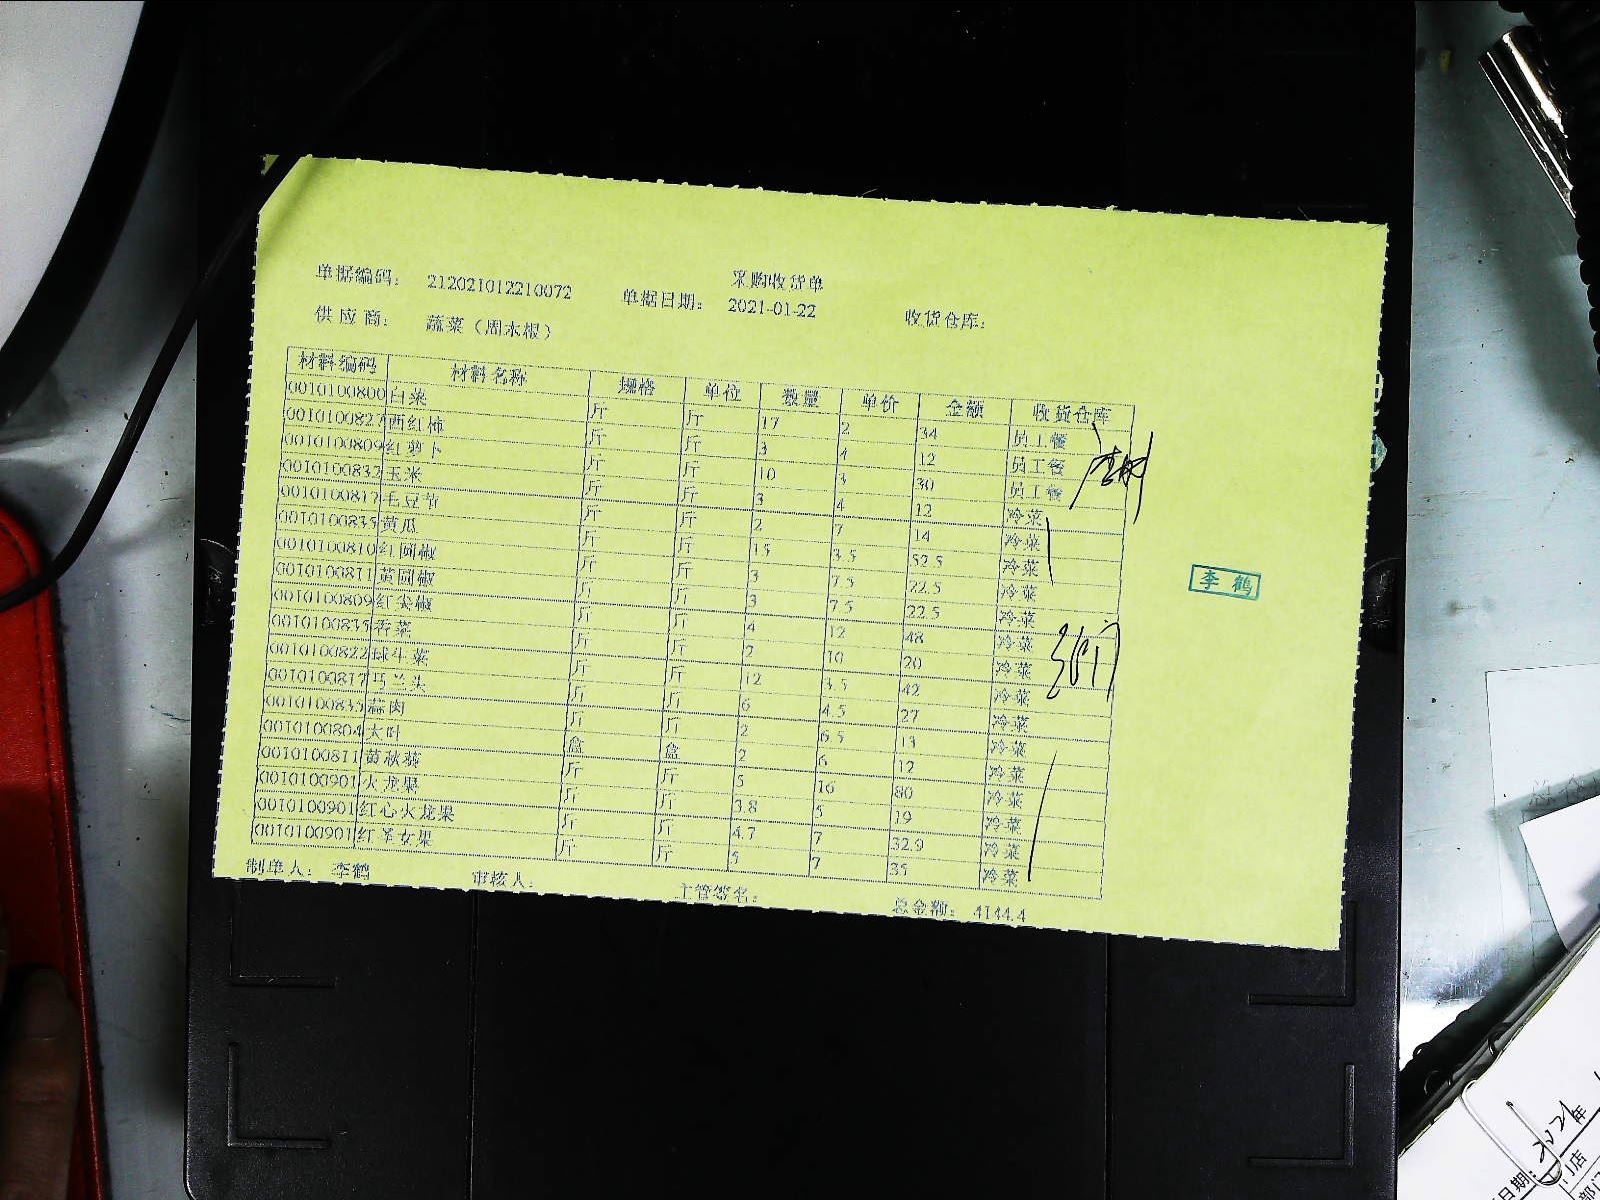 采购收货单
单据编码： 212021012210072 单据日期： 2021-01-22 收货仓库：
供应商： 蔬菜（周末根）
材料编码 材料名称 规格 单位 数量 单价 金额 收货仓库
0010100800 白菜 斤 斤 17 2 34 员工餐
0010100827 西红柿 斤 斤 3 4 12 员工餐
0010100809 红萝卜 斤 斤 10 3 30 员工餐
0010100832 玉米 斤 斤 3 4 12 冷菜
0010100817 毛豆节 斤 斤 2 7 14 冷菜
0010100835 黄瓜 斤 斤 15 3.5 52.5 冷菜
0010100810 红圆椒 斤 斤 3 7.5 22.5 冷菜
0010100811 黄圆椒 斤 斤 3 7.5 22.5 冷菜
0010100809 红尖椒 斤 斤 4 12 48 冷菜
0010100835 香菜 斤 斤 2 10 20 冷菜
0010100822 球生菜 斤 斤 12 3.5 42 冷菜
0010100817 马兰头 斤 斤 6 4.5 27 冷菜
0010100835 蒜肉 斤 斤 2 6.5 13 冷菜
0010100804 大叶 盒 盒 2 6 12 冷菜
0010100811 黄秋葵 斤 斤 5 16 80 冷菜
0010100901 火龙果 斤 斤 3.8 5 19 冷菜
0010100901 红心火龙果 斤 斤 4.7 7 32.9 冷菜
0010100901 红圣女果 斤 斤 5 7 35 冷菜
制单人： 李鹤 审核人： 主管签名： 总金额： 4144.4
李鹤
2021年
日期：
门店
部门